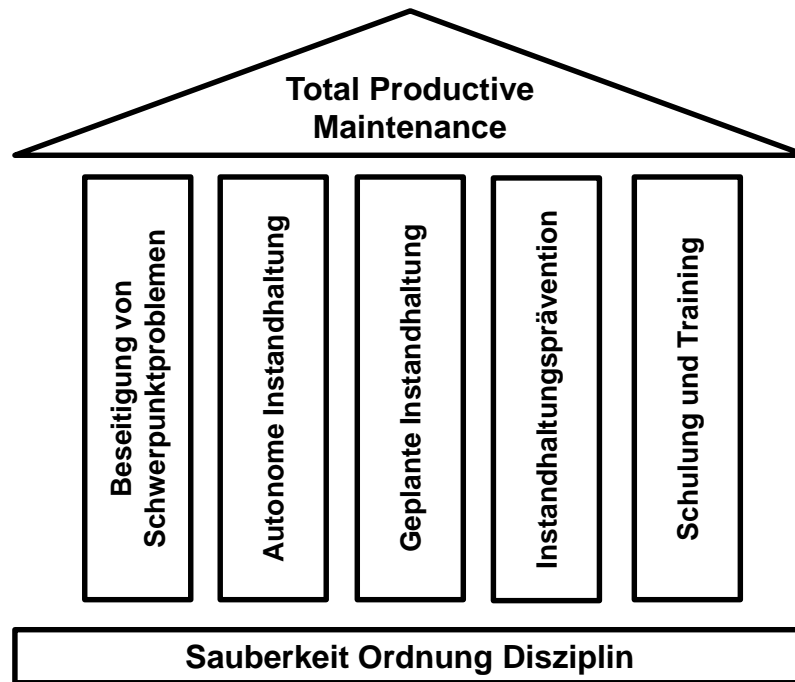 Total Productive
Maintenance
Beseitigung von
Schwerpunktproblemen
Autonome Instandhaltung
Geplante Instandhaltung
Instandhaltungsprävention
Schulung und Training
Sauberkeit Ordnung Disziplin